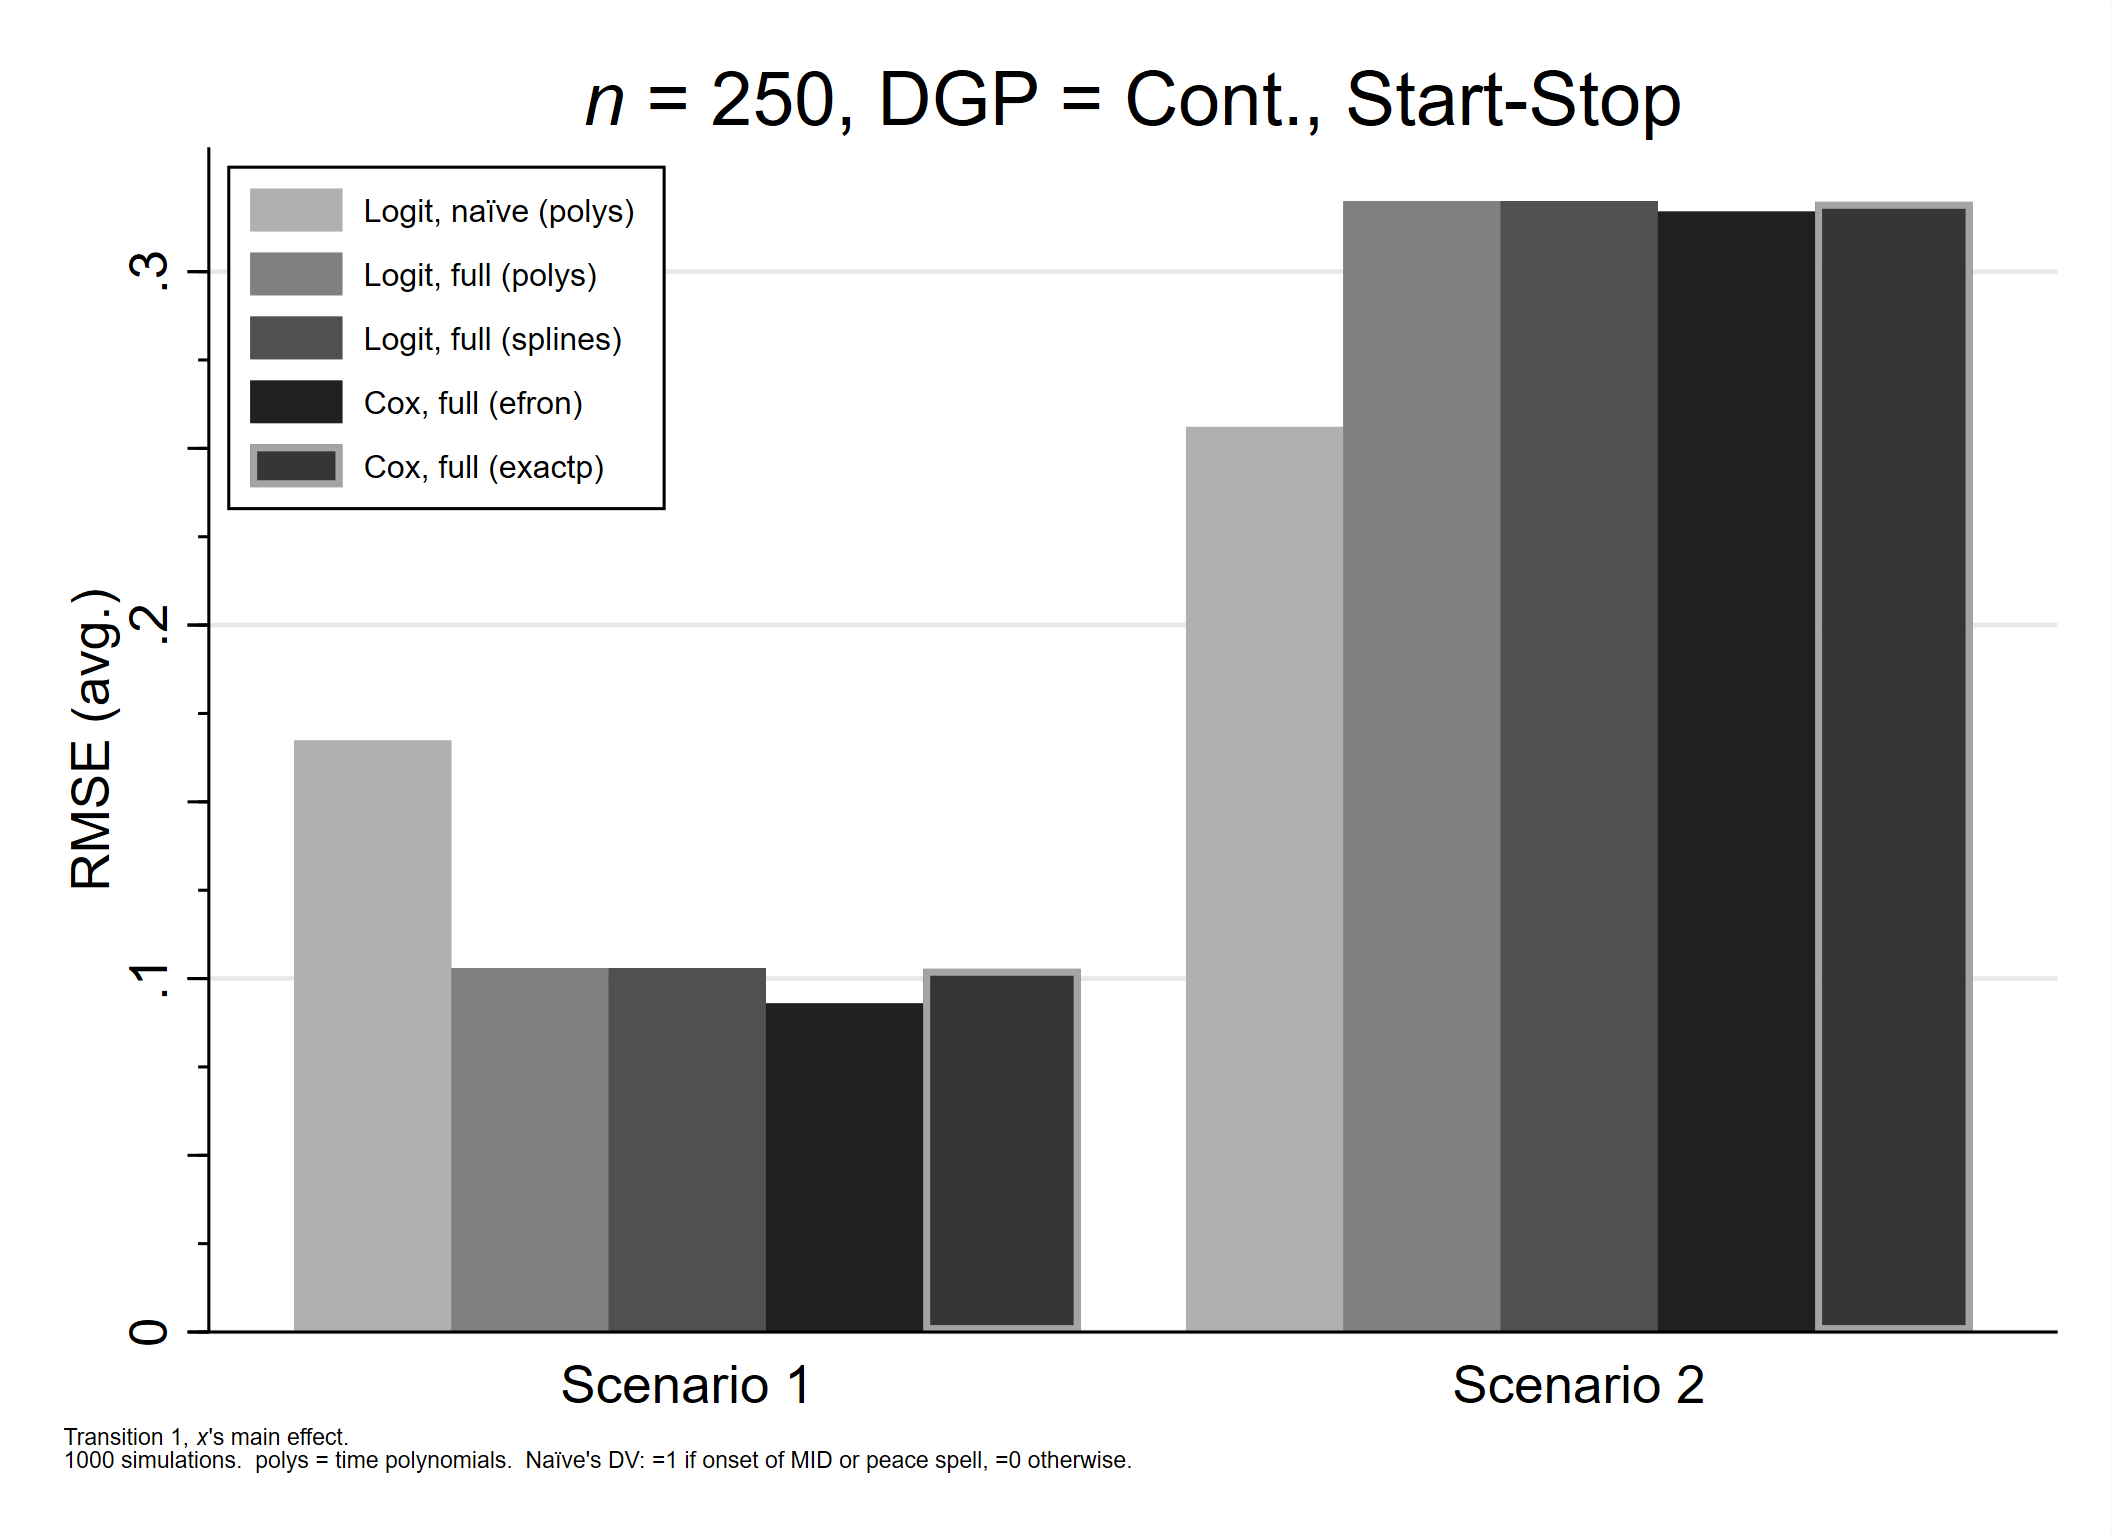 n = 250, DGP = Cont., Start-Stop
Logit, naïve (polys)
Logit, full (polys)
Logit, full (splines)
Cox, full (efron)
Cox, full (exactp)
RMSE (avg.)
.3
.2
.1
0
Scenario 1
Scenario 2
Transition 1, x's main effect.
1000 simulations.  polys = time polynomials.  Naïve's DV: =1 if onset of MID or peace spell, =0 otherwise.